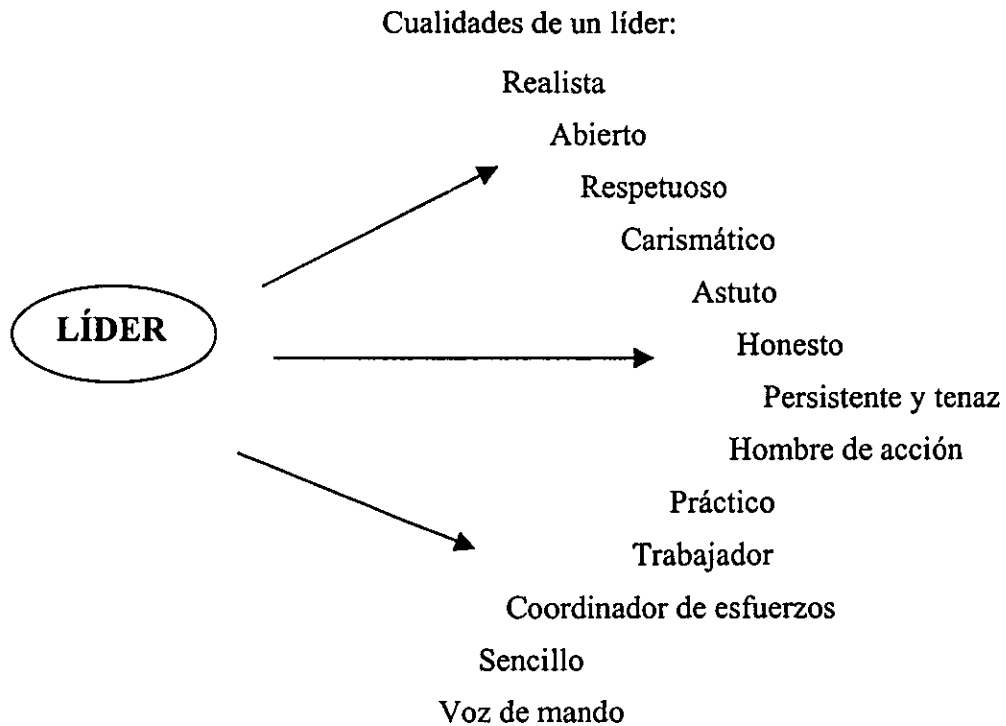 Cualidades de un líder:
Realista
Abierto
Respetuoso
Carismático
Astuto
LÍDER
Honesto
Persistente y tenaz
Hombre de acción
Práctico
Trabajador
Coordinador de esfuerzos
Sencillo
Voz de mando